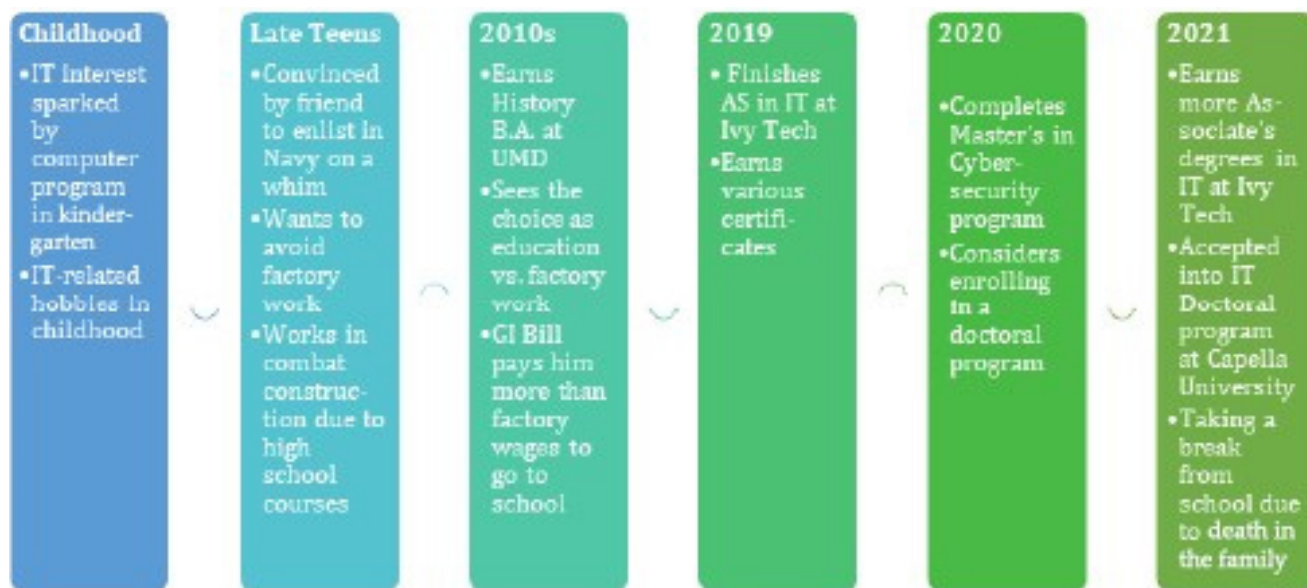 Childhood
•IT interest
sparked
by
computer
program
in kinder-
garten
•IT-related
hobbies in
childhood
Late Teens
•Convinced
by friend
to enlist in
Navy on a
whim
•Wants to
avoid
factory
work
•Works in
combat
construc-
tion due to
high
school
courses
2010s
•Earns
History
B.A. at
UMD
•Sees the
choice as
education
vs. factory
work
•GI Bill
pays him
more than
factory
wages to
go to
school
2019
• Finishes
AS in IT at
Ivy Tech
•Earns
various
certifi-
cates
2020
•Completes
Master's in
Cyber-
security
program
•Considers
enrolling
in a
doctoral
program
2021
•Earns
more As-
sociate's
degrees in
IT at Ivy
Tech
•Accepted
into IT
Doctoral
program
at Capella
University
•Taking a
break
from
school due
to death in
the family